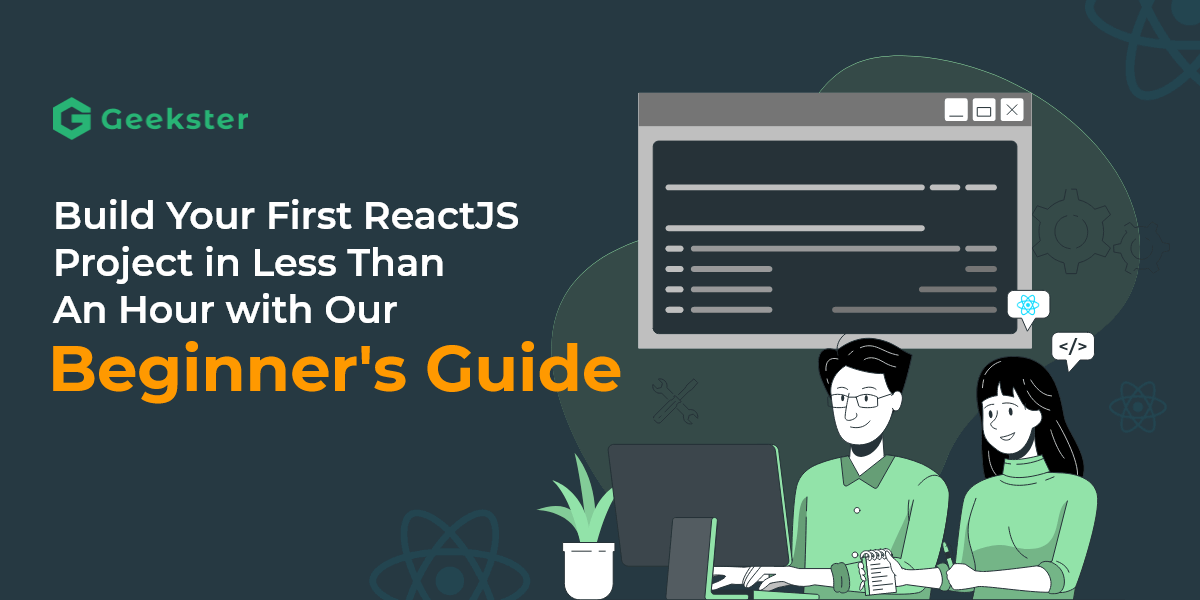 Geekster
Build Your First ReactJS
Project in Less Than
An Hour with Our
Beginner's Guide
</>